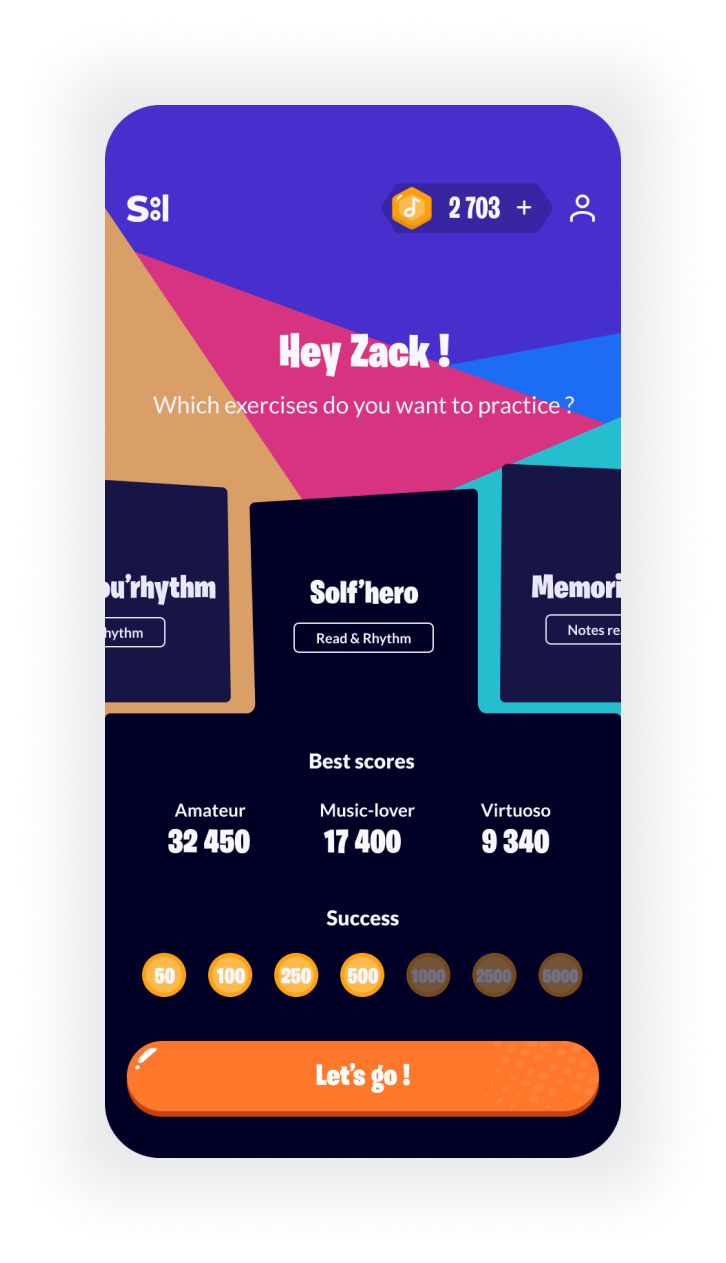 S:l
2 703 +
Hey Zack !
Which exercises do you want to practice ?
ou'rhythm
Solf'hero
Memori
hythm
Read & Rhythm
Notes re
Best scores
Amateur Music-lover Virtuoso
32 450 17 400 9 340
Success
50 100 250 500 1000 2500 5000
Let's go !